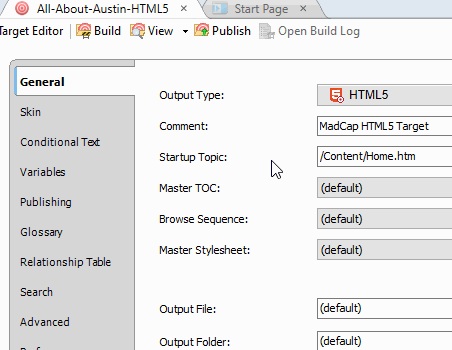 All-About-Austin-HTML5 Start Page
Target Editor Build View Publish Open Build Log
General
Skin
Conditional Text
Variables
Publishing
Glossary
Relationship Table
Search
Advanced
Output Type: HTML5
Comment: MadCap HTML5 Target
Startup Topic: /Content/Home.htm
Master TOC: (default)
Browse Sequence: (default)
Master Stylesheet: (default)
Output File: (default)
Output Folder: (default)